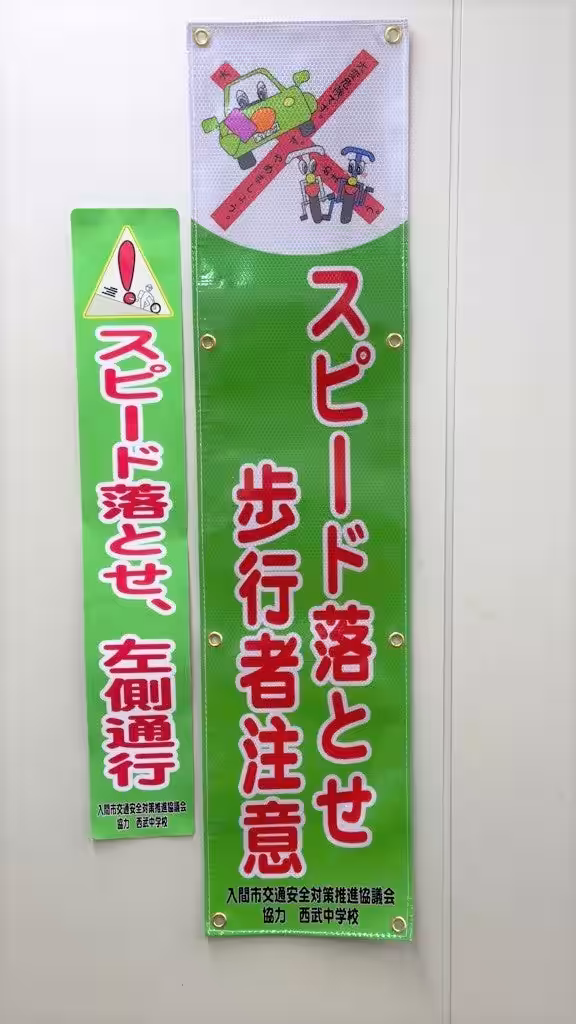 スピード落とせ、左側通行
入間市交通安全対策推進協議会
協力 西武中学校
スピード落とせ
歩行者注意
入間市交通安全対策推進協議会
協力 西武中学校